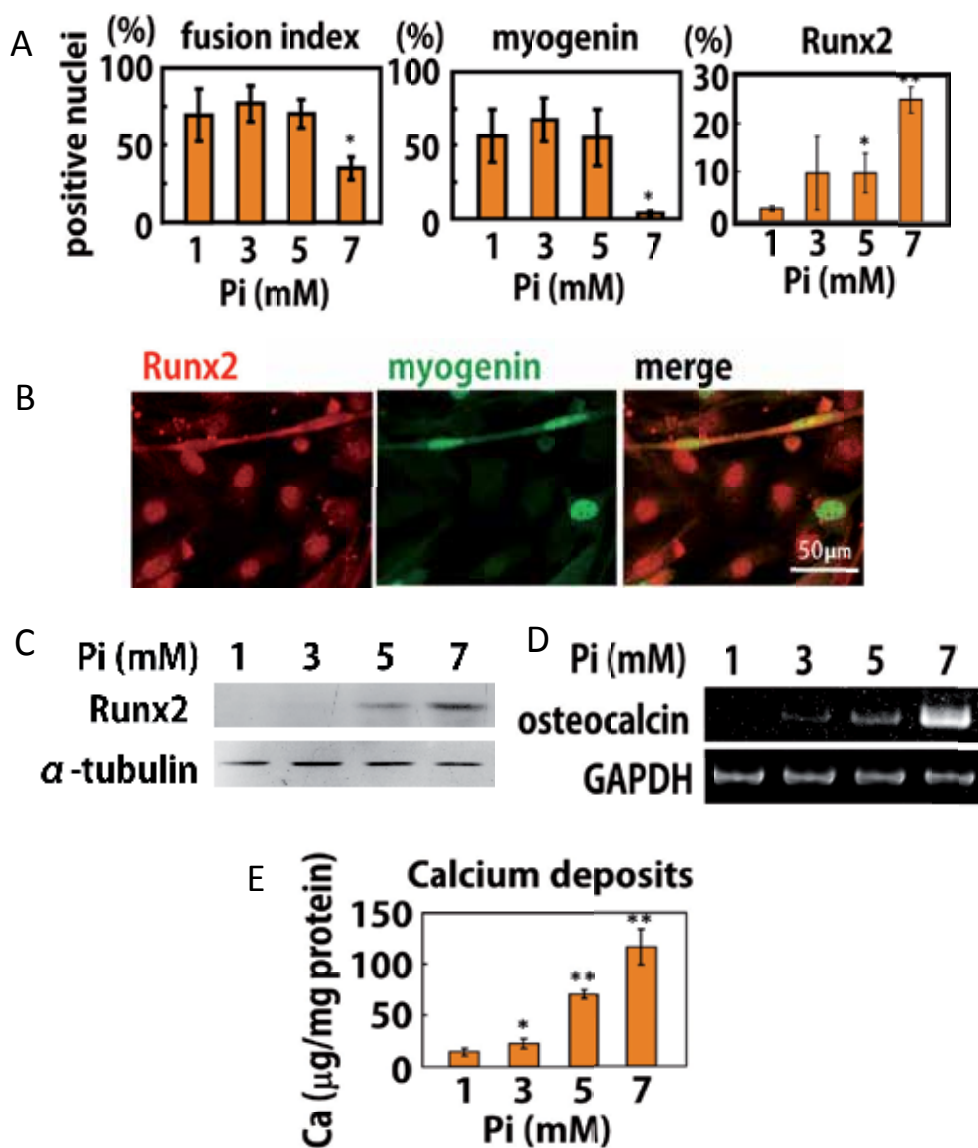 A
(%) fusion index
positive nuclei
100
50
0
1 3 5 7
Pi (mM)
*
(%) myogenin
100
50
0
1 3 5 7
Pi (mM)
*
(%) Runx2
30
20
10
0
1 3 5 7
Pi (mM)
*
**
B
Runx2 myogenin merge
50μm
C
Pi (mM) 1 3 5 7
Runx2
α-tubulin
D
Pi (mM) 1 3 5 7
osteocalcin
GAPDH
E
Calcium deposits
Ca (μg/mg protein)
150
100
50
0
*
**
**
1 3 5 7
Pi (mM)